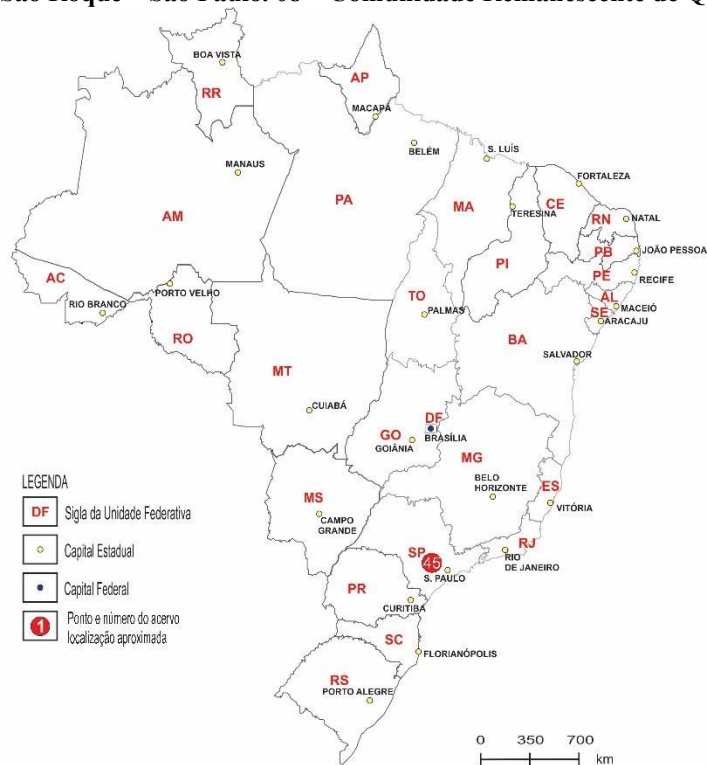 São Roque – São Paulo. 08 – Comunidade Remanescente de Q
BOA VISTA
RR
AP
MACAPÁ
BELÉM
S. LUÍS
FORTALEZA
MANAUS
AM
PA
MA
TERESINA
CE
RN
NATAL
PB
JOÃO PESSOA
PI
PE
RECIFE
AC
PORTO VELHO
RIO BRANCO
TO
PALMAS
AL
MACEIÓ
SE
ARACAJU
RO
BA
MT
SALVADOR
CUIABÁ
DF
GO
BRASÍLIA
GOIÂNIA
MG
LEGENDA
DF Sigla da Unidade Federativa
Capital Estadual
Capital Federal
1 Ponto e número do acervo
localização aproximada
MS
CAMPO
GRANDE
BELO
HORIZONTE
ES
VITÓRIA
SP
45
S. PAULO
RJ
RIO
DE JANEIRO
PR
CURITIBA
SC
FLORIANÓPOLIS
RS
PORTO ALEGRE
0 350 700
km